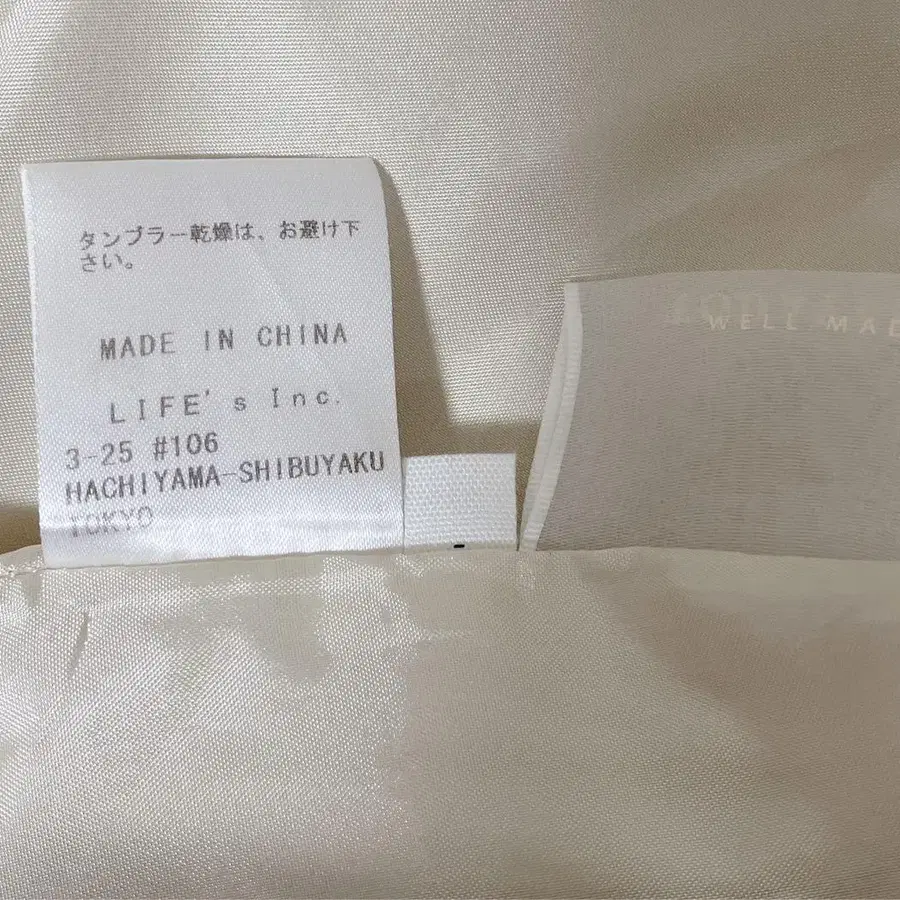 タンブラー乾燥は、お避け下
さい。
MADE IN CHINA
LIFE's Inc.
3-25 #106
HACHIYAMA-SHIBUYAKU
TOKYO
WELL MAD